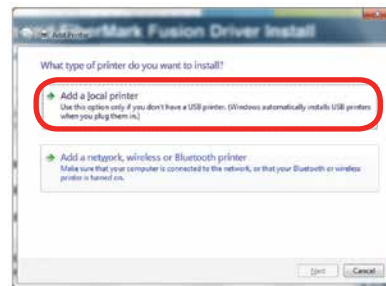 FiberMark Fusion Driver Install
Add Printer
What type of printer do you want to install?
Add a local printer
Use this option only if you don't have a USB printer. (Windows automatically installs USB printers
when you plug them in.)
Add a network, wireless or Bluetooth printer
Make sure that your computer is connected to the network, or that your Bluetooth or wireless
printer is turned on.
Next
Cancel